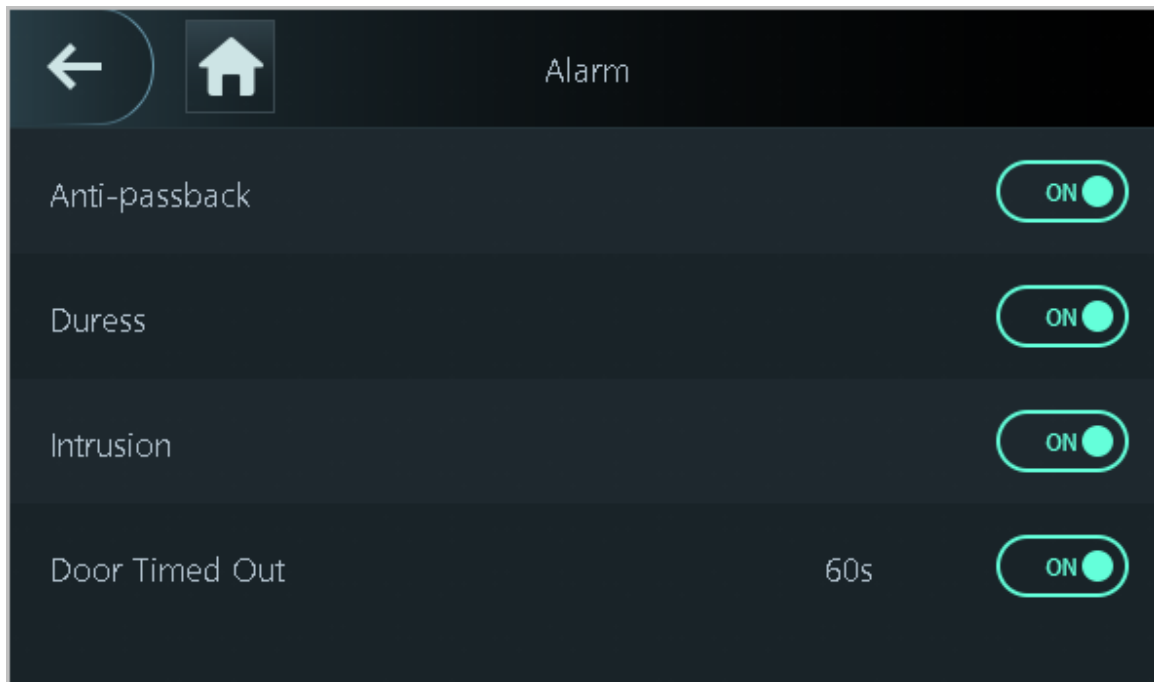 Alarm
Anti-passback ON
Duress ON
Intrusion ON
Door Timed Out 60s ON